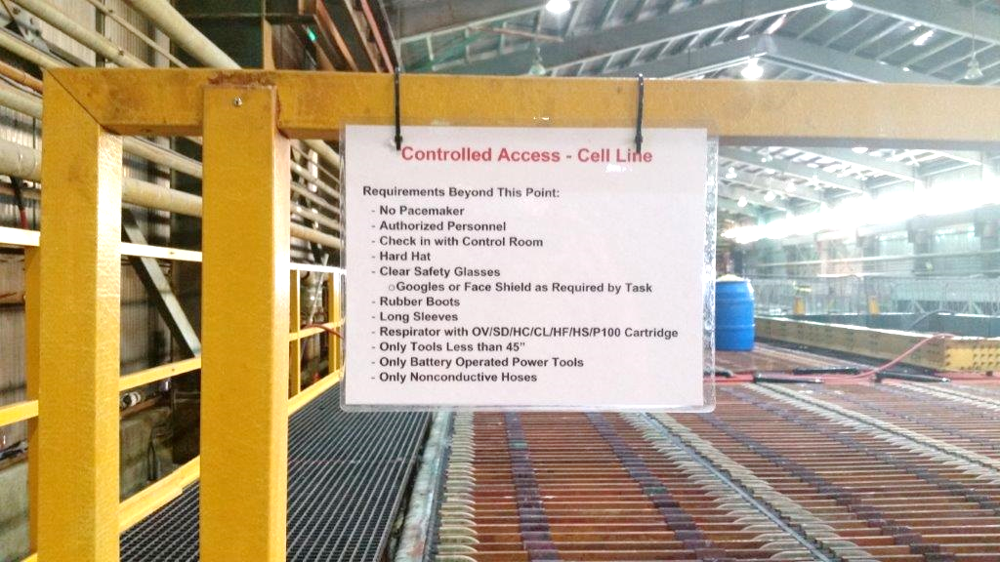 Controlled Access - Cell Line
Requirements Beyond This Point:
- No Pacemaker
- Authorized Personnel
- Check in with Control Room
- Hard Hat
- Clear Safety Glasses
○Googles or Face Shield as Required by Task
- Rubber Boots
- Long Sleeves
- Respirator with OV/SD/HC/CL/HF/HS/P100 Cartridge
- Only Tools Less than 45”
- Only Battery Operated Power Tools
- Only Nonconductive Hoses